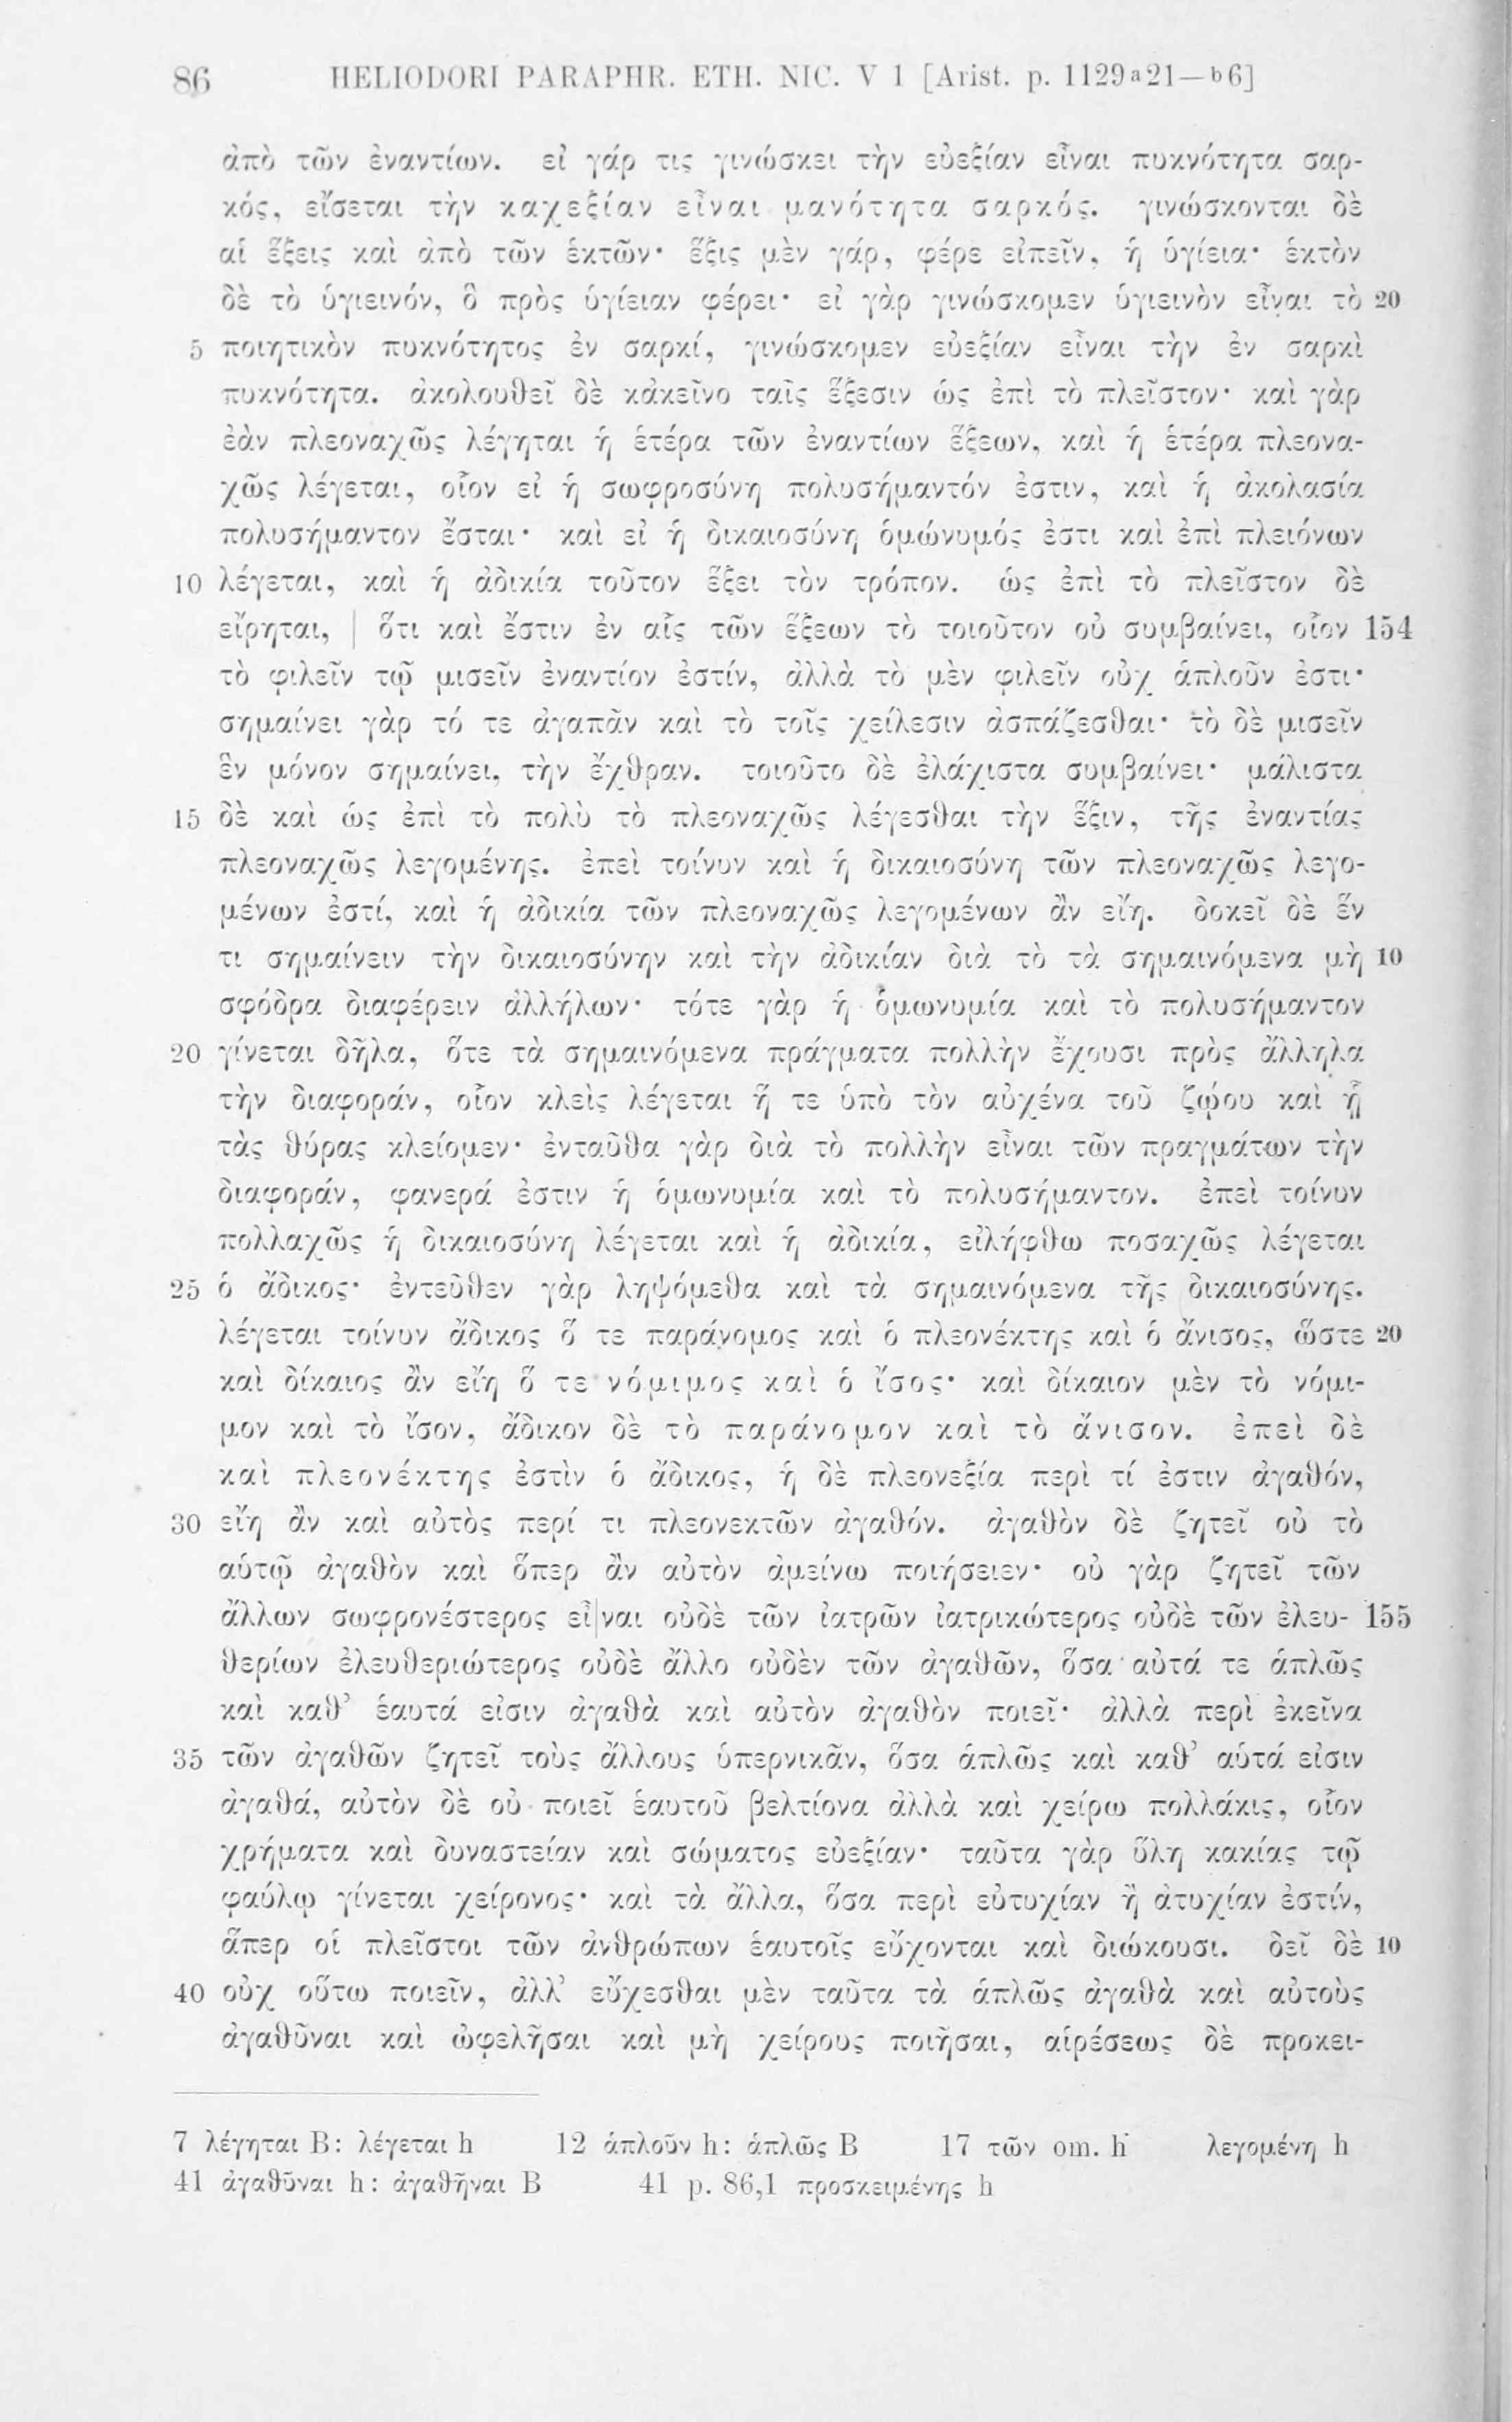 86 HELIODORI PARAPHR. ETH. NIC. V 1 [Arist. p. 1129a21—b6]
ἀπὸ τῶν ἐναντίων. εἰ γάρ τις γινώσκει τὴν εὐεξίαν εἶναι πυκνότητα σαρ-
κός, εἴσεται τὴν καχεξίαν εἶναι μανότητα σαρκός. γινώσκονται δὲ
αἱ ἕξεις καὶ ἀπὸ τῶν ἑκτῶν· ἕξις μὲν γάρ, φέρε εἰπεῖν, ἡ ὑγίεια· ἑκτὸν
δὲ τὸ ὑγιεινόν, ὃ πρὸς ὑγίειαν φέρει· εἰ γὰρ γινώσκομεν ὑγιεινὸν εἶναι τὸ 20
5 ποιητικὸν πυκνότητος ἐν σαρκί, γινώσκομεν εὐεξίαν εἶναι τὴν ἐν σαρκὶ
πυκνότητα. ἀκολουθεῖ δὲ κἀκεῖνο ταῖς ἕξεσιν ὡς ἐπὶ τὸ πλεῖστον· καὶ γὰρ
ἐὰν πλεοναχῶς λέγηται ἡ ἑτέρα τῶν ἐναντίων ἕξεων, καὶ ἡ ἑτέρα πλεονα-
χῶς λέγεται, οἷον εἰ ἡ σωφροσύνη πολυσήμαντόν ἐστιν, καὶ ἡ ἀκολασία
πολυσήμαντον ἔσται· καὶ εἰ ἡ δικαιοσύνη ὁμώνυμός ἐστι καὶ ἐπὶ πλειόνων
10 λέγεται, καὶ ἡ ἀδικία τοῦτον ἕξει τὸν τρόπον. ὡς ἐπὶ τὸ πλεῖστον δὲ
εἴρηται, | ὅτι καὶ ἔστιν ἐν αἷς τῶν ἕξεων τὸ τοιοῦτον οὐ συμβαίνει, οἷον 154
τὸ φιλεῖν τῷ μισεῖν ἐναντίον ἐστίν, ἀλλὰ τὸ μὲν φιλεῖν οὐχ ἁπλοῦν ἐστι·
σημαίνει γὰρ τό τε ἀγαπᾶν καὶ τὸ τοῖς χείλεσιν ἀσπάζεσθαι· τὸ δὲ μισεῖν
ἓν μόνον σημαίνει, τὴν ἔχθραν. τοιοῦτο δὲ ἐλάχιστα συμβαίνει· μάλιστα
15 δὲ καὶ ὡς ἐπὶ τὸ πολὺ τὸ πλεοναχῶς λέγεσθαι τὴν ἕξιν, τῆς ἐναντίας
πλεοναχῶς λεγομένης. ἐπεὶ τοίνυν καὶ ἡ δικαιοσύνη τῶν πλεοναχῶς λεγο-
μένων ἐστί, καὶ ἡ ἀδικία τῶν πλεοναχῶς λεγομένων ἂν εἴη. δοκεῖ δὲ ἕν
τι σημαίνειν τὴν δικαιοσύνην καὶ τὴν ἀδικίαν διὰ τὸ τὰ σημαινόμενα μὴ 10
σφόδρα διαφέρειν ἀλλήλων· τότε γὰρ ἡ ὁμωνυμία καὶ τὸ πολυσήμαντον
20 γίνεται δῆλα, ὅτε τὰ σημαινόμενα πράγματα πολλὴν ἔχουσι πρὸς ἄλληλα
τὴν διαφοράν, οἷον κλεὶς λέγεται ἥ τε ὑπὸ τὸν αὐχένα τοῦ ζῴου καὶ ᾗ
τὰς θύρας κλείομεν· ἐνταῦθα γὰρ διὰ τὸ πολλὴν εἶναι τῶν πραγμάτων τὴν
διαφοράν, φανερά ἐστιν ἡ ὁμωνυμία καὶ τὸ πολυσήμαντον. ἐπεὶ τοίνυν
πολλαχῶς ἡ δικαιοσύνη λέγεται καὶ ἡ ἀδικία, εἰλήφθω ποσαχῶς λέγεται
25 ὁ ἄδικος· ἐντεῦθεν γὰρ ληψόμεθα καὶ τὰ σημαινόμενα τῆς δικαιοσύνης.
λέγεται τοίνυν ἄδικος ὅ τε παράνομος καὶ ὁ πλεονέκτης καὶ ὁ ἄνισος, ὥστε 20
καὶ δίκαιος ἂν εἴη ὅ τε νόμιμος καὶ ὁ ἴσος· καὶ δίκαιον μὲν τὸ νόμι-
μον καὶ τὸ ἴσον, ἄδικον δὲ τὸ παράνομον καὶ τὸ ἄνισον. ἐπεὶ δὲ
καὶ πλεονέκτης ἐστὶν ὁ ἄδικος, ἡ δὲ πλεονεξία περὶ τί ἐστιν ἀγαθόν,
30 εἴη ἂν καὶ αὐτὸς περί τι πλεονεκτῶν ἀγαθόν. ἀγαθὸν δὲ ζητεῖ οὐ τὸ
αὑτῷ ἀγαθὸν καὶ ὅπερ ἂν αὐτὸν ἀμείνω ποιήσειεν· οὐ γὰρ ζητεῖ τῶν
ἄλλων σωφρονέστερος εἶ|ναι οὐδὲ τῶν ἰατρῶν ἰατρικώτερος οὐδὲ τῶν ἐλευ- 155
θερίων ἐλευθεριώτερος οὐδὲ ἄλλο οὐδὲν τῶν ἀγαθῶν, ὅσα αὐτά τε ἁπλῶς
καὶ καθ’ ἑαυτά εἰσιν ἀγαθὰ καὶ αὐτὸν ἀγαθὸν ποιεῖ· ἀλλὰ περὶ ἐκεῖνα
35 τῶν ἀγαθῶν ζητεῖ τοὺς ἄλλους ὑπερνικᾶν, ὅσα ἁπλῶς καὶ καθ’ αὑτά εἰσιν
ἀγαθά, αὐτὸν δὲ οὐ ποιεῖ ἑαυτοῦ βελτίονα ἀλλὰ καὶ χείρω πολλάκις, οἷον
χρήματα καὶ δυναστείαν καὶ σώματος εὐεξίαν· ταῦτα γὰρ ὕλη κακίας τῷ
φαύλῳ γίνεται χείρονος· καὶ τὰ ἄλλα, ὅσα περὶ εὐτυχίαν ἢ ἀτυχίαν ἐστίν,
ἅπερ οἱ πλεῖστοι τῶν ἀνθρώπων ἑαυτοῖς εὔχονται καὶ διώκουσι. δεῖ δὲ 10
40 οὐχ οὕτω ποιεῖν, ἀλλ’ εὔχεσθαι μὲν ταῦτα τὰ ἁπλῶς ἀγαθὰ καὶ αὐτοὺς
ἀγαθῦναι καὶ ὠφελῆσαι καὶ μὴ χείρους ποιῆσαι, αἱρέσεως δὲ προκει-
7 λέγηται B: λέγεται h 12 ἁπλοῦν h: ἁπλῶς B 17 τῶν om. h λεγομένη h
41 ἀγαθῦναι h: ἀγαθῆναι B 41 p. 86,1 προσκειμένης h